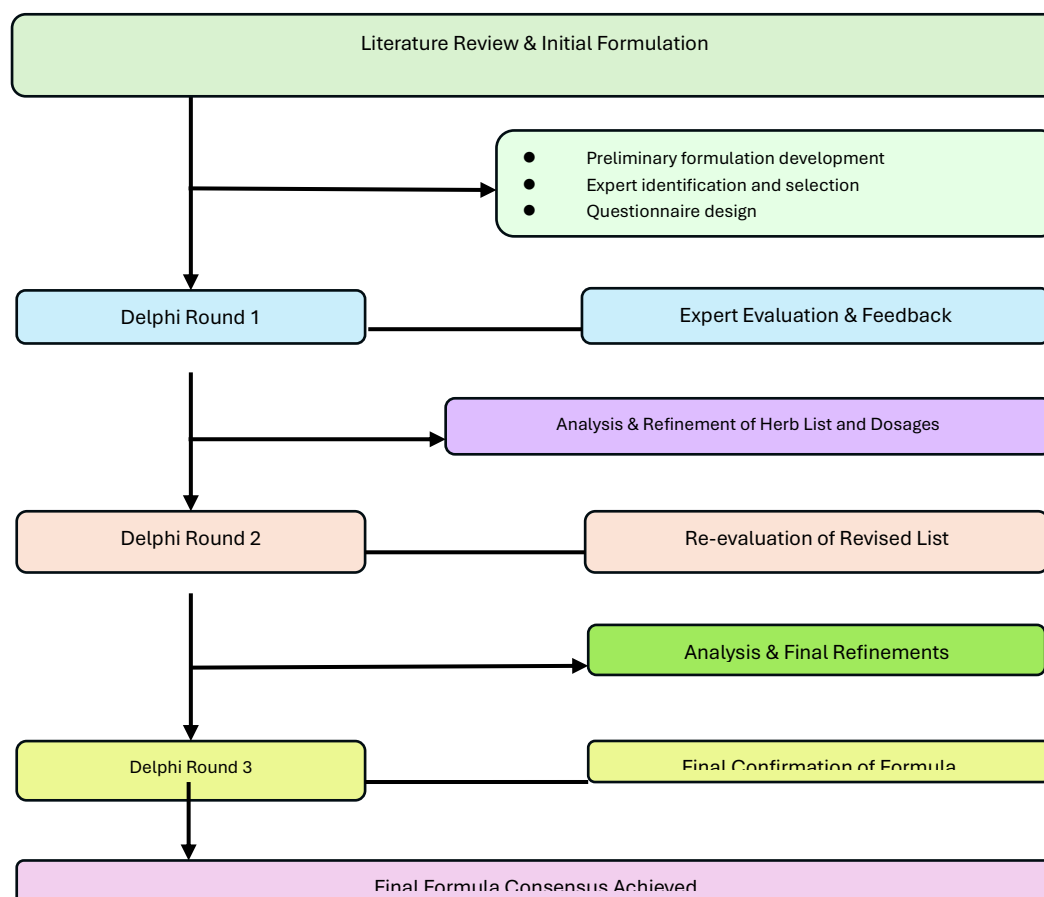 Literature Review & Initial Formulation
● Preliminary formulation development
● Expert identification and selection
● Questionnaire design
Delphi Round 1
Expert Evaluation & Feedback
Analysis & Refinement of Herb List and Dosages
Delphi Round 2
Re-evaluation of Revised List
Analysis & Final Refinements
Delphi Round 3
Final Confirmation of Formula
Final Formula Consensus Achieved